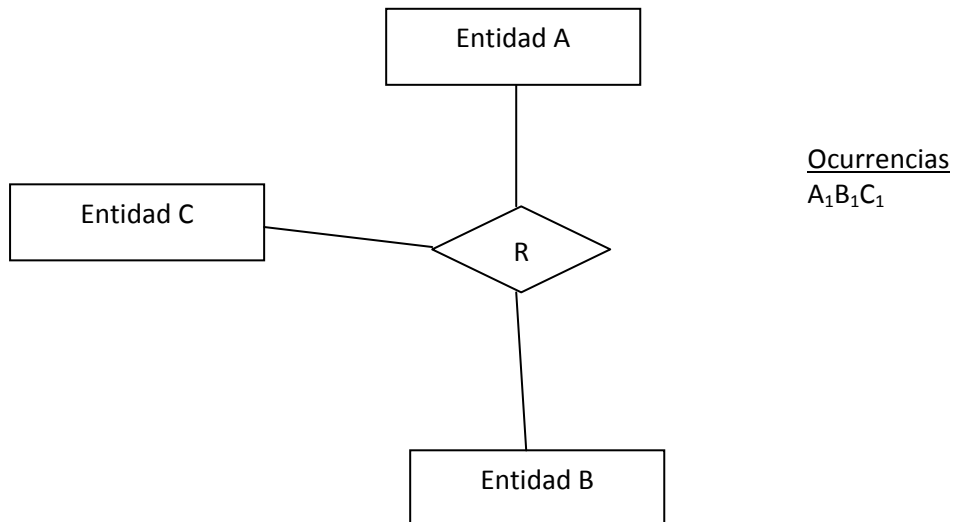 Entidad A
Ocurrencias
A₁B₁C₁
Entidad C
R
Entidad B